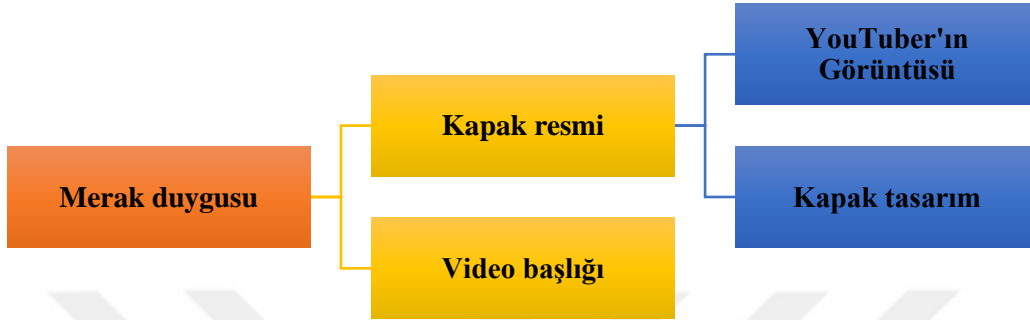 YouTuber'ın
Görüntüsü
Kapak resmi
Merak duygusu
Kapak tasarım
Video başlığı